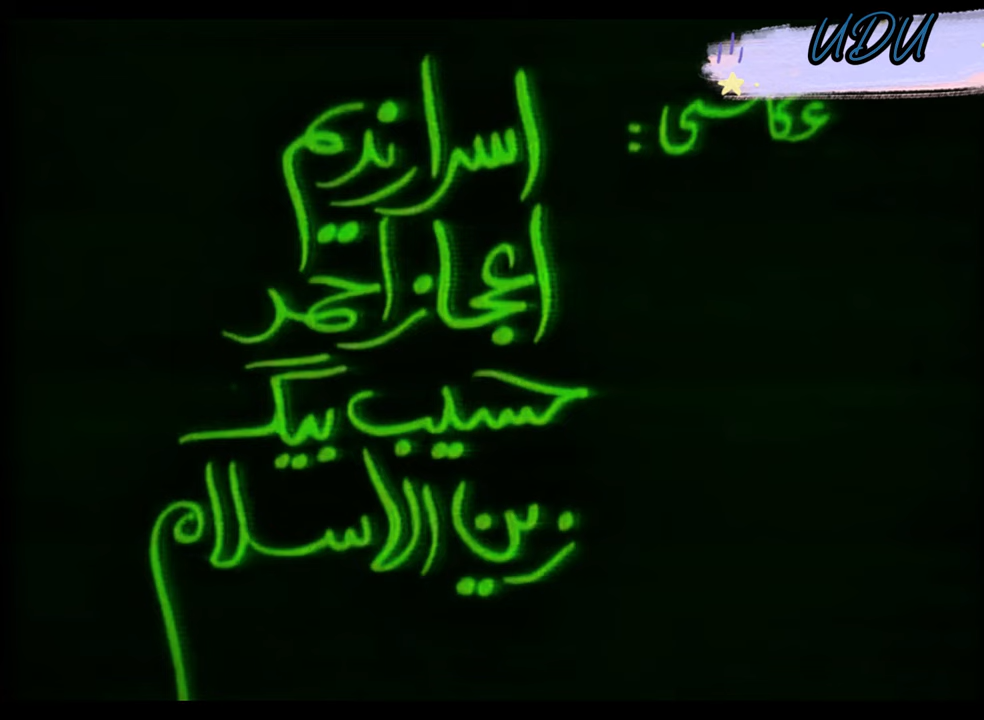 UDU
عکاسی :
اسرار ندیم
اعجاز احمد
حسیب بیگ
زین الاسلام